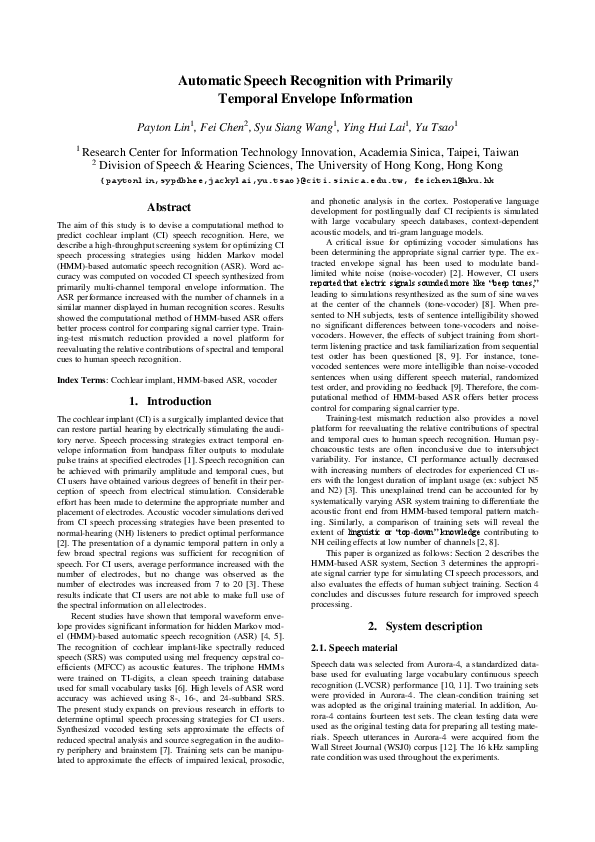 Automatic Speech Recognition with Primarily
Temporal Envelope Information
Payton Lin1, Fei Chen2, Syu Siang Wang1, Ying Hui Lai1, Yu Tsao1
1 Research Center for Information Technology Innovation, Academia Sinica, Taipei, Taiwan
2 Division of Speech & Hearing Sciences, The University of Hong Kong, Hong Kong
{paytonlin,sypdbhee,jackylai,yu.tsao}@citi.sinica.edu.tw, feichen1@hku.hk
Abstract
The aim of this study is to devise a computational method to
predict cochlear implant (CI) speech recognition. Here, we
describe a high-throughput screening system for optimizing CI
speech processing strategies using hidden Markov model
(HMM)-based automatic speech recognition (ASR). Word ac-
curacy was computed on vocoded CI speech synthesized from
primarily multi-channel temporal envelope information. The
ASR performance increased with the number of channels in a
similar manner displayed in human recognition scores. Results
showed the computational method of HMM-based ASR offers
better process control for comparing signal carrier type. Train-
ing-test mismatch reduction provided a novel platform for
reevaluating the relative contributions of spectral and temporal
cues to human speech recognition.
Index Terms: Cochlear implant, HMM-based ASR, vocoder
1. Introduction
The cochlear implant (CI) is a surgically implanted device that
can restore partial hearing by electrically stimulating the audi-
tory nerve. Speech processing strategies extract temporal en-
velope information from bandpass filter outputs to modulate
pulse trains at specified electrodes [1]. Speech recognition can
be achieved with primarily amplitude and temporal cues, but
CI users have obtained various degrees of benefit in their per-
ception of speech from electrical stimulation. Considerable
effort has been made to determine the appropriate number and
placement of electrodes. Acoustic vocoder simulations derived
from CI speech processing strategies have been presented to
normal-hearing (NH) listeners to predict optimal performance
[2]. The presentation of a dynamic temporal pattern in only a
few broad spectral regions was sufficient for recognition of
speech. For CI users, average performance increased with the
number of electrodes, but no change was observed as the
number of electrodes was increased from 7 to 20 [3]. These
results indicate that CI users are not able to make full use of
the spectral information on all electrodes.
Recent studies have shown that temporal waveform enve-
lope provides significant information for hidden Markov mod-
el (HMM)-based automatic speech recognition (ASR) [4, 5].
The recognition of cochlear implant-like spectrally reduced
speech (SRS) was computed using mel frequency cepstral co-
efficients (MFCC) as acoustic features. The triphone HMMs
were trained on TI-digits, a clean speech training database
used for small vocabulary tasks [6]. High levels of ASR word
accuracy was achieved using 8-, 16-, and 24-subband SRS.
The present study expands on previous research in efforts to
determine optimal speech processing strategies for CI users.
Synthesized vocoded testing sets approximate the effects of
reduced spectral analysis and source segregation in the audito-
ry periphery and brainstem [7]. Training sets can be manipu-
lated to approximate the effects of impaired lexical, prosodic,
and phonetic analysis in the cortex. Postoperative language
development for postlingually deaf CI recipients is simulated
with large vocabulary speech databases, context-dependent
acoustic models, and tri-gram language models.
A critical issue for optimizing vocoder simulations has
been determining the appropriate signal carrier type. The ex-
tracted envelope signal has been used to modulate band-
limited white noise (noise-vocoder) [2]. However, CI users
reported that electric signals sounded more like “beep tones,”
leading to simulations resynthesized as the sum of sine waves
at the center of the channels (tone-vocoder) [8]. When pre-
sented to NH subjects, tests of sentence intelligibility showed
no significant differences between tone-vocoders and noise-
vocoders. However, the effects of subject training from short-
term listening practice and task familiarization from sequential
test order has been questioned [8, 9]. For instance, tone-
vocoded sentences were more intelligible than noise-vocoded
sentences when using different speech material, randomized
test order, and providing no feedback [9]. Therefore, the com-
putational method of HMM-based ASR offers better process
control for comparing signal carrier type.
Training-test mismatch reduction also provides a novel
platform for reevaluating the relative contributions of spectral
and temporal cues to human speech recognition. Human psy-
choacoustic tests are often inconclusive due to intersubject
variability. For instance, CI performance actually decreased
with increasing numbers of electrodes for experienced CI us-
ers with the longest duration of implant usage (ex: subject N5
and N2) [3]. This unexplained trend can be accounted for by
systematically varying ASR system training to differentiate the
acoustic front end from HMM-based temporal pattern match-
ing. Similarly, a comparison of training sets will reveal the
extent of linguistic or “top-down” knowledge contributing to
NH ceiling effects at low number of channels [2, 8].
This paper is organized as follows: Section 2 describes the
HMM-based ASR system, Section 3 determines the appropri-
ate signal carrier type for simulating CI speech processors, and
also evaluates the effects of human subject training. Section 4
concludes and discusses future research for improved speech
processing.
2. System description
2.1. Speech material
Speech data was selected from Aurora-4, a standardized data-
base used for evaluating large vocabulary continuous speech
recognition (LVCSR) performance [10, 11]. Two training sets
were provided in Aurora-4. The clean-condition training set
was adopted as the original training material. In addition, Au-
rora-4 contains fourteen test sets. The clean testing data were
used as the original testing data for preparing all testing mate-
rials. Speech utterances in Aurora-4 were acquired from the
Wall Street Journal (WSJ0) corpus [12]. The 16 kHz sampling
rate condition was used throughout the experiments.